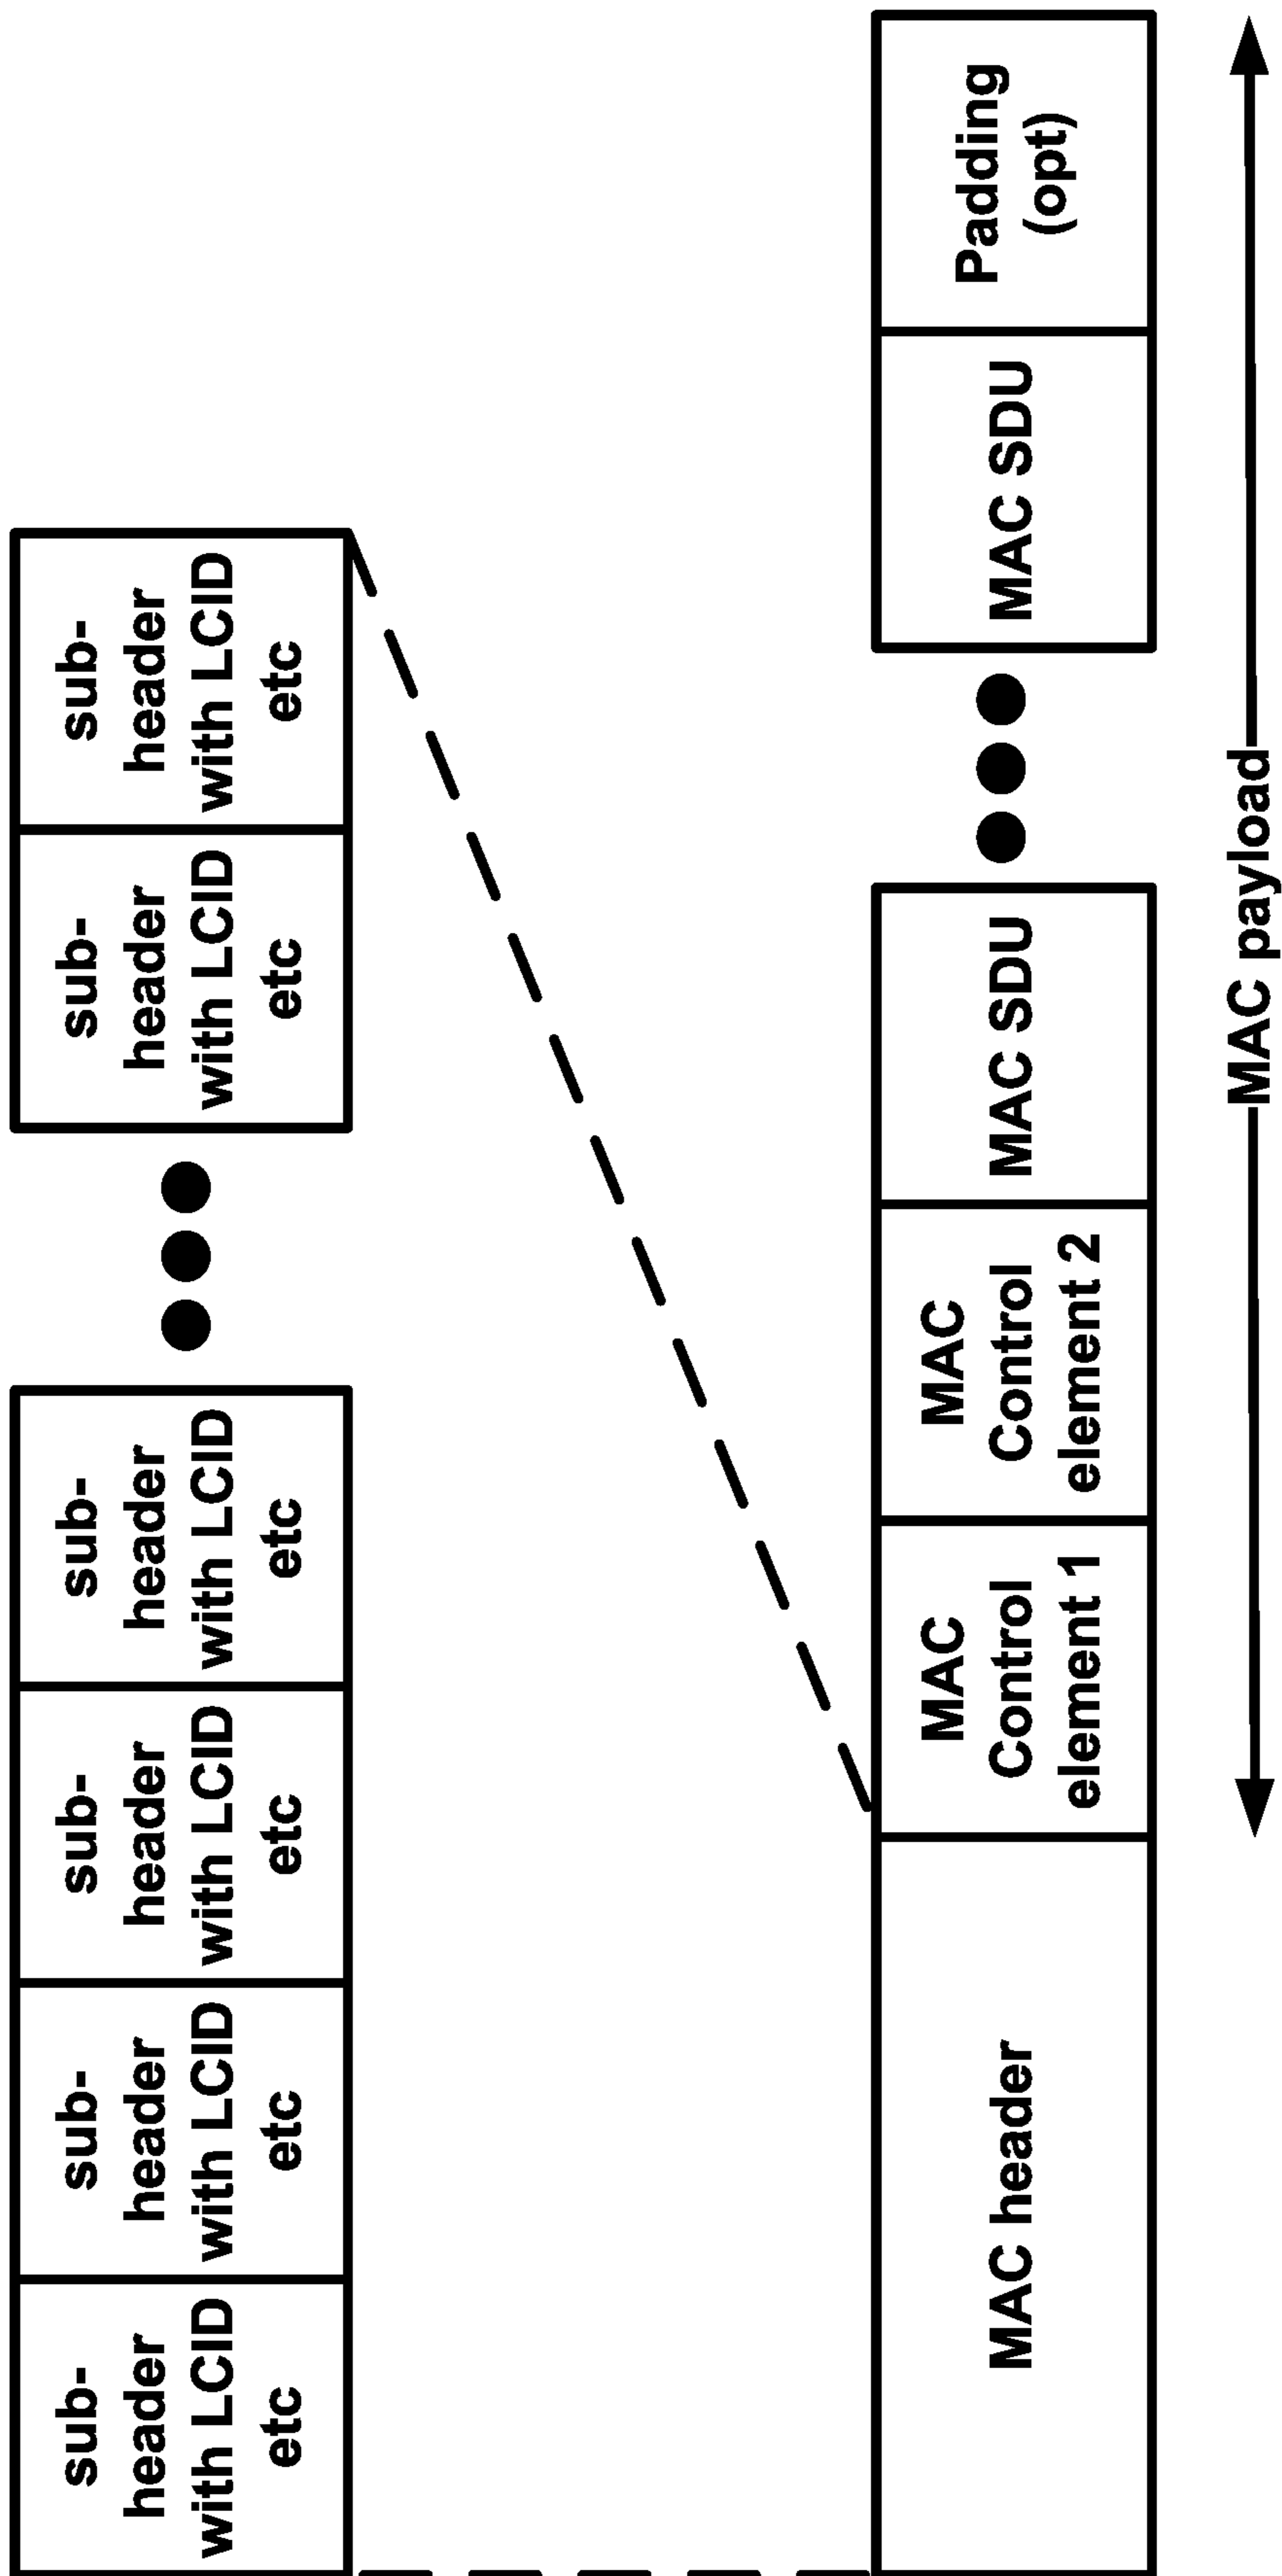 sub-
header
with LCID
etc
sub-
header
with LCID
etc
sub-
header
with LCID
etc
sub-
header
with LCID
etc
sub-
header
with LCID
etc
sub-
header
with LCID
etc
MAC header
MAC
Control
element 1
MAC
Control
element 2
MAC SDU
MAC SDU
Padding
(opt)
MAC payload